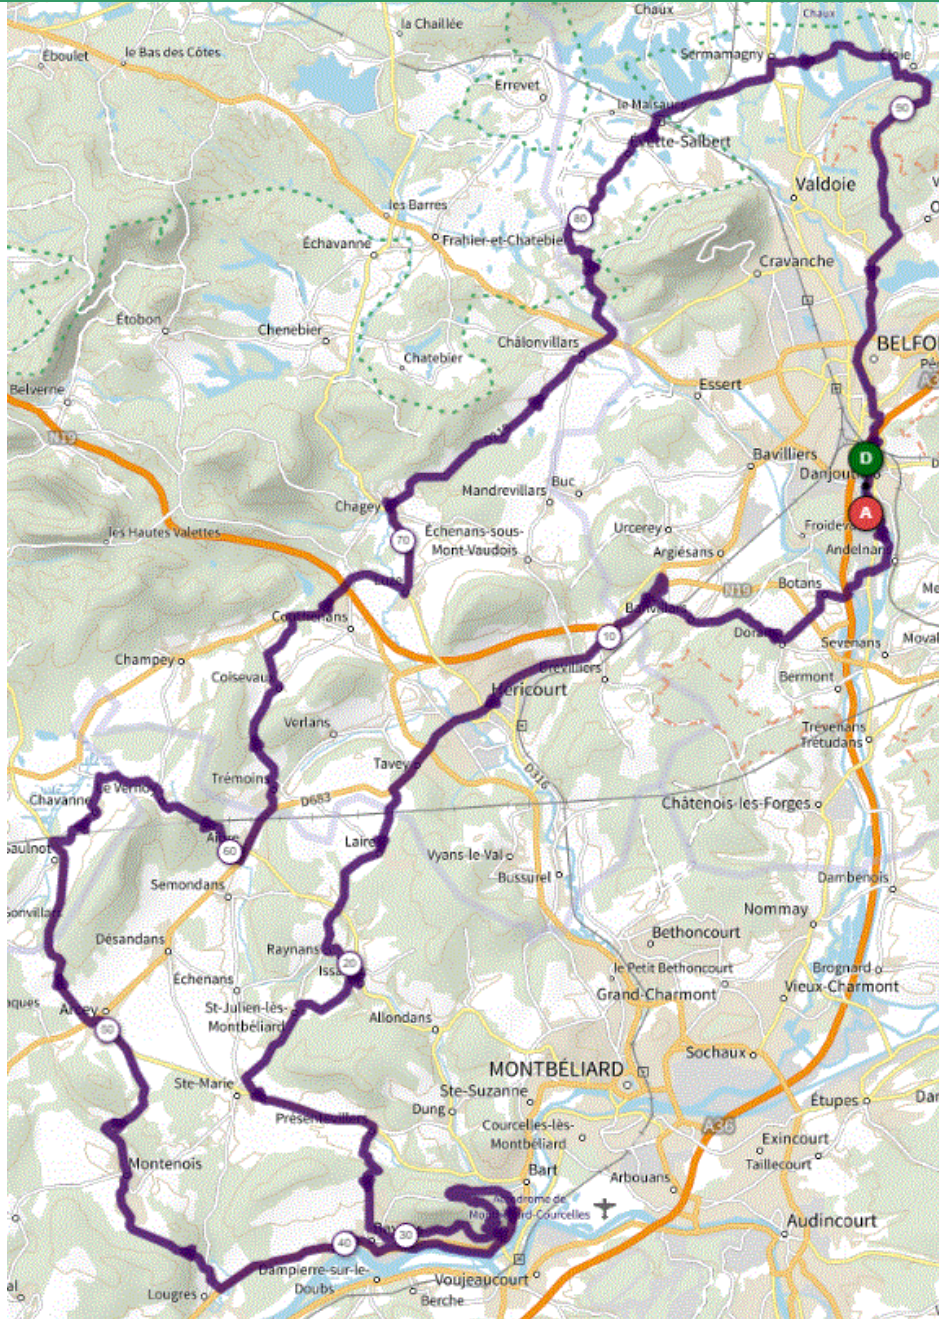 Chaux
Chaux
la Chaillée
Éboulet
le Bas des Côtes
Sermamagny
Éloie
Errevet
le Malsaucy
90
Évette-Salbert
Valdoie
les Barres
80
Échavanne
Frahier-et-Chatebier
Cravanche
Étobon
Chenebier
Châlonvillars
BELFO
Chatebier
Essert
Belverne
N19
Bavilliers
D
Danjoutin
Buc
Mandrevillars
Chagey
A
les Hautes Valettes
70
Échenans-sous-
Mont-Vaudois
Urcerey
Froideval
Argiésans
Andelnans
Luze
Botans
N19
Banvillars
Couthenans
10
Dorans
Sevenans
Moval
Champey
Brevilliers
Bermont
Coisevaux
Héricourt
Verlans
Trévenans
Trétudans
Tavey
D316
Trémoins
le Vernoy
Chavanne
D683
Châtenois-les-Forges
Aibre
Laire
60
Saulnot
Vyans-le-Val
Semondans
Bussurel
Dambenois
Gonvillars
Nommay
Désandans
Bethoncourt
Raynans
20
Issans
le Petit Bethoncourt
Brognard
Échenans
Grand-Charmont
Vieux-Charmont
Arcey
St-Julien-lès-
Montbéliard
Allondans
Sochaux
MONTBÉLIARD
Ste-Marie
Ste-Suzanne
Étupes
Dung
Présentevillers
A36
Courcelles-lès-
Montbéliard
Exincourt
Taillecourt
Montenois
Bart
Arbouans
Aérodrome de
Montbéliard-Courcelles
Audincourt
30
40
Dampierre-sur-le-
Doubs
Voujeaucourt
Lougres
Berche